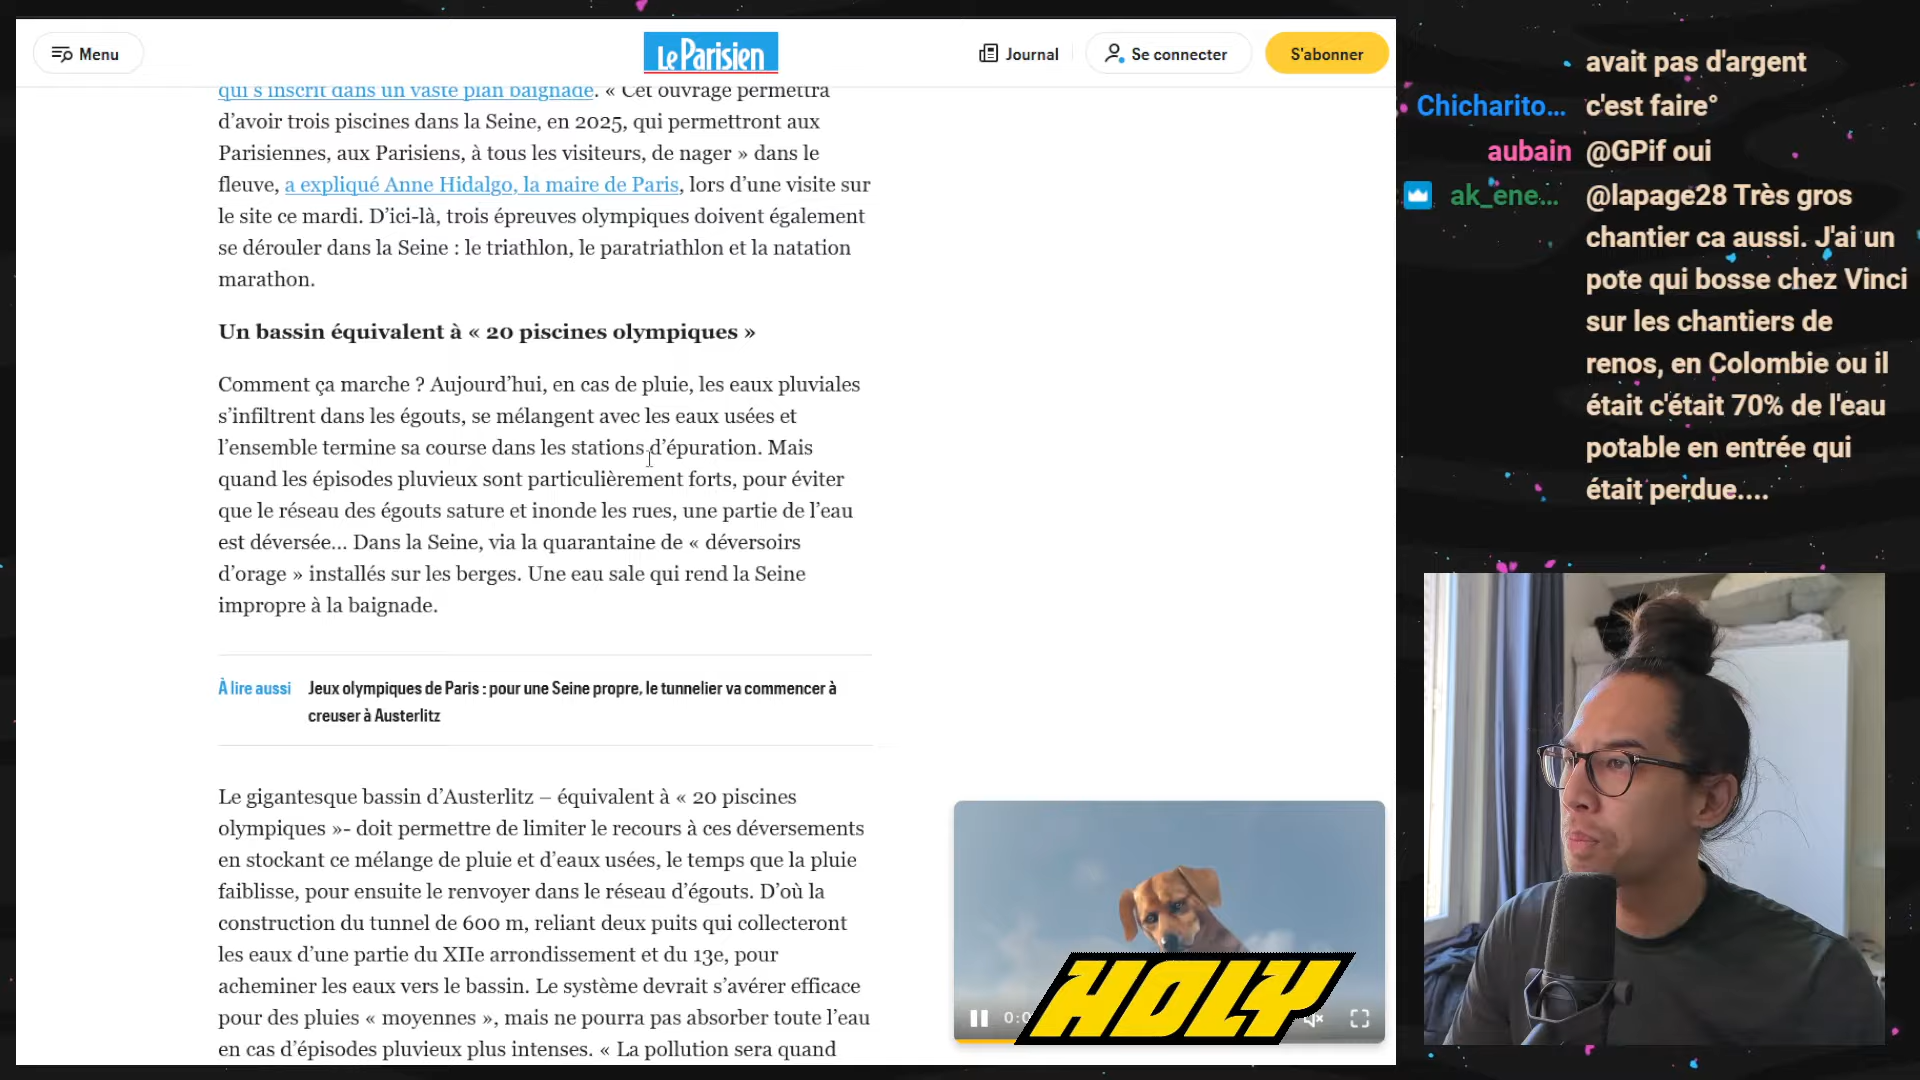 Menu
Le Parisien
Journal
Se connecter
S'abonner
qui s'inscrit dans un vaste plan baignade. « Cet ouvrage permettra
d'avoir trois piscines dans la Seine, en 2025, qui permettront aux
Parisiennes, aux Parisiens, à tous les visiteurs, de nager » dans le
fleuve, a expliqué Anne Hidalgo, la maire de Paris, lors d'une visite sur
le site ce mardi. D'ici-là, trois épreuves olympiques doivent également
se dérouler dans la Seine : le triathlon, le paratriathlon et la natation
marathon.
Un bassin équivalent à « 20 piscines olympiques »
Comment ça marche ? Aujourd'hui, en cas de pluie, les eaux pluviales
s'infiltrent dans les égouts, se mélangent avec les eaux usées et
l'ensemble termine sa course dans les stations d'épuration. Mais
quand les épisodes pluvieux sont particulièrement forts, pour éviter
que le réseau des égouts sature et inonde les rues, une partie de l'eau
est déversée... Dans la Seine, via la quarantaine de « déversoirs
d'orage » installés sur les berges. Une eau sale qui rend la Seine
impropre à la baignade.
À lire aussi
Jeux olympiques de Paris : pour une Seine propre, le tunnelier va commencer à
creuser à Austerlitz
Le gigantesque bassin d'Austerlitz – équivalent à « 20 piscines
olympiques »- doit permettre de limiter le recours à ces déversements
en stockant ce mélange de pluie et d'eaux usées, le temps que la pluie
faiblisse, pour ensuite le renvoyer dans le réseau d'égouts. D'où la
construction du tunnel de 600 m, reliant deux puits qui collecteront
les eaux d'une partie du XIIe arrondissement et du 13e, pour
acheminer les eaux vers le bassin. Le système devrait s'avérer efficace
pour des pluies « moyennes », mais ne pourra pas absorber toute l'eau
en cas d'épisodes pluvieux plus intenses. « La pollution sera quand
HOLY
avait pas d'argent
Chicharito... c'est faire°
aubain @GPif oui
ak_ene... @lapage28 Très gros
chantier ca aussi. J'ai un
pote qui bosse chez Vinci
sur les chantiers de
renos, en Colombie ou il
était c'était 70% de l'eau
potable en entrée qui
était perdue....